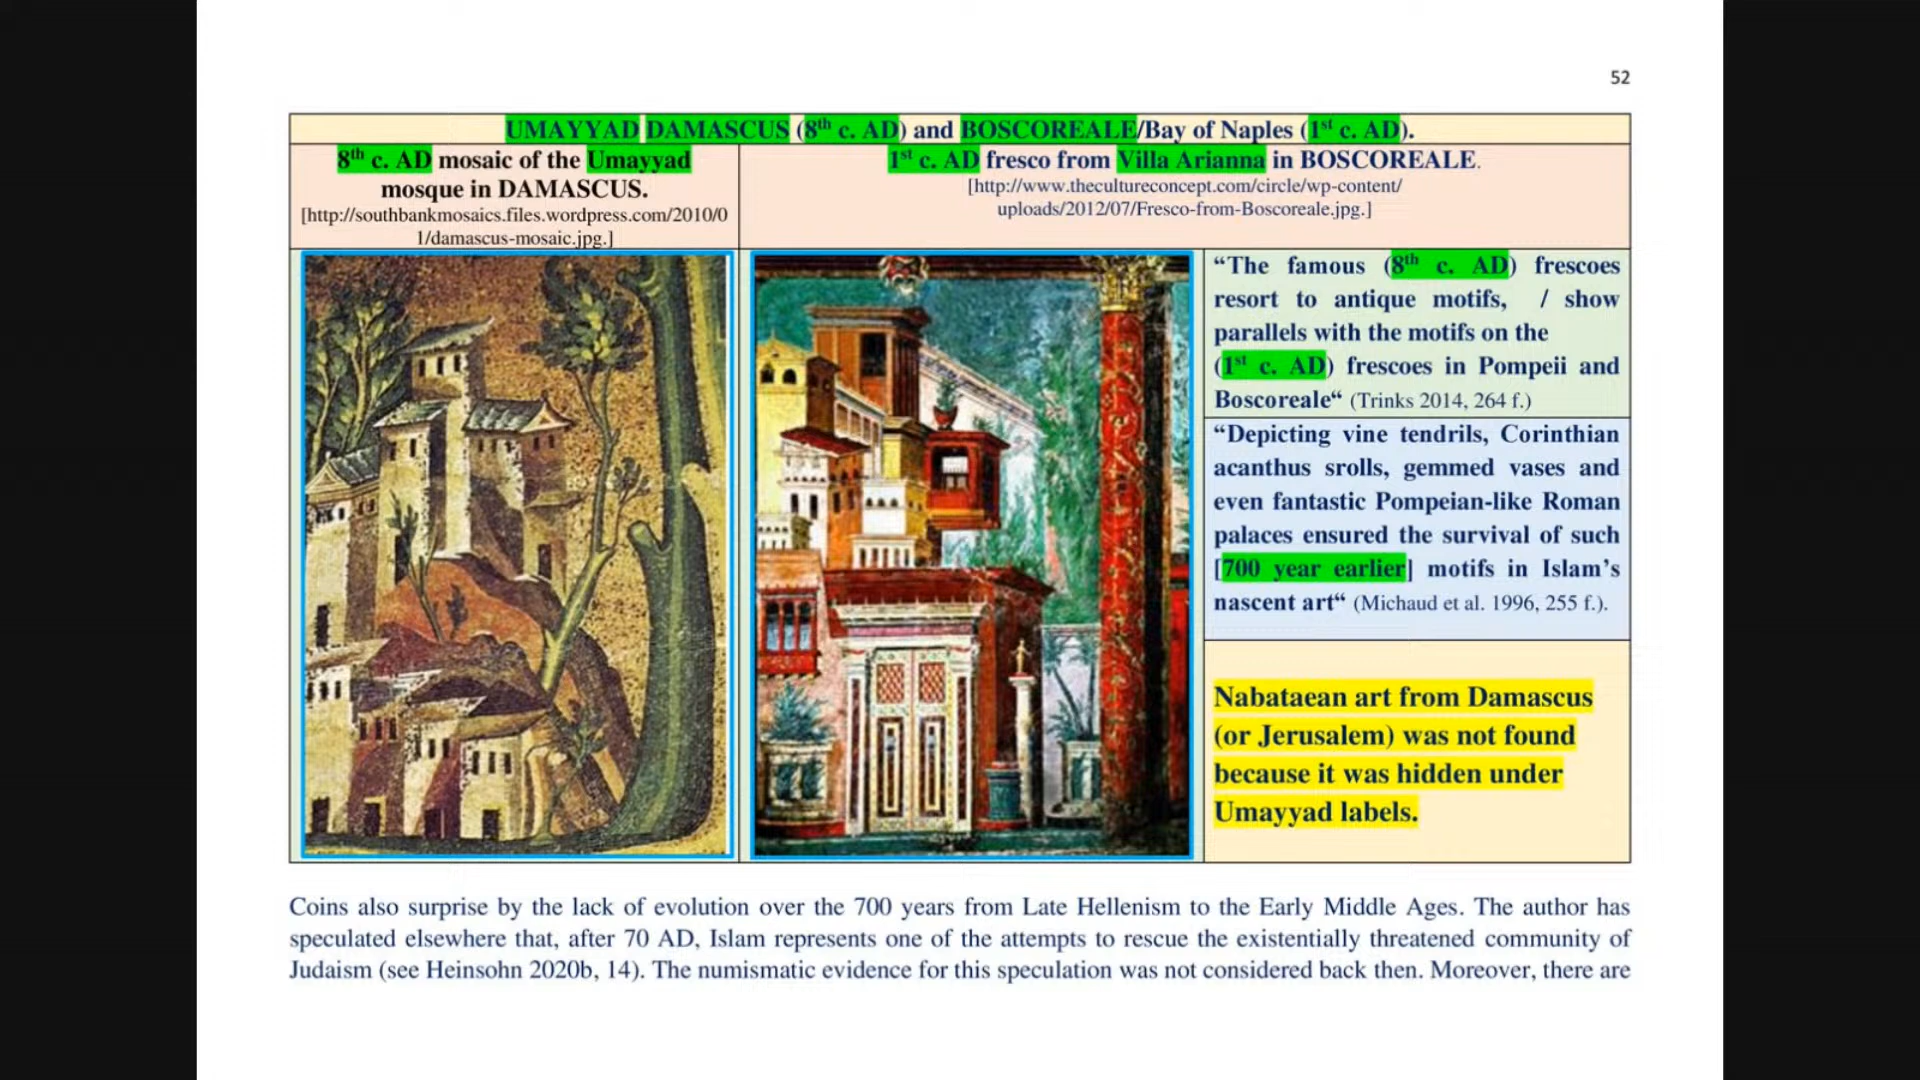 52
UMAYYAD DAMASCUS (8th c. AD) and BOSCOREALE/Bay of Naples (1st c. AD).
8th c. AD mosaic of the Umayyad
mosque in DAMASCUS.
[http://southbankmosaics.files.wordpress.com/2010/0
1/damascus-mosaic.jpg.]
1st c. AD fresco from Villa Arianna in BOSCOREALE.
[http://www.thecultureconcept.com/circle/wp-content/
uploads/2012/07/Fresco-from-Boscoreale.jpg.]
“The famous (8th c. AD) frescoes
resort to antique motifs, / show
parallels with the motifs on the
(1st c. AD) frescoes in Pompeii and
Boscoreale“ (Trinks 2014, 264 f.)
“Depicting vine tendrils, Corinthian
acanthus srolls, gemmed vases and
even fantastic Pompeian-like Roman
palaces ensured the survival of such
[700 year earlier] motifs in Islam’s
nascent art“ (Michaud et al. 1996, 255 f.).
Nabataean art from Damascus
(or Jerusalem) was not found
because it was hidden under
Umayyad labels.
Coins also surprise by the lack of evolution over the 700 years from Late Hellenism to the Early Middle Ages. The author has
speculated elsewhere that, after 70 AD, Islam represents one of the attempts to rescue the existentially threatened community of
Judaism (see Heinsohn 2020b, 14). The numismatic evidence for this speculation was not considered back then. Moreover, there are